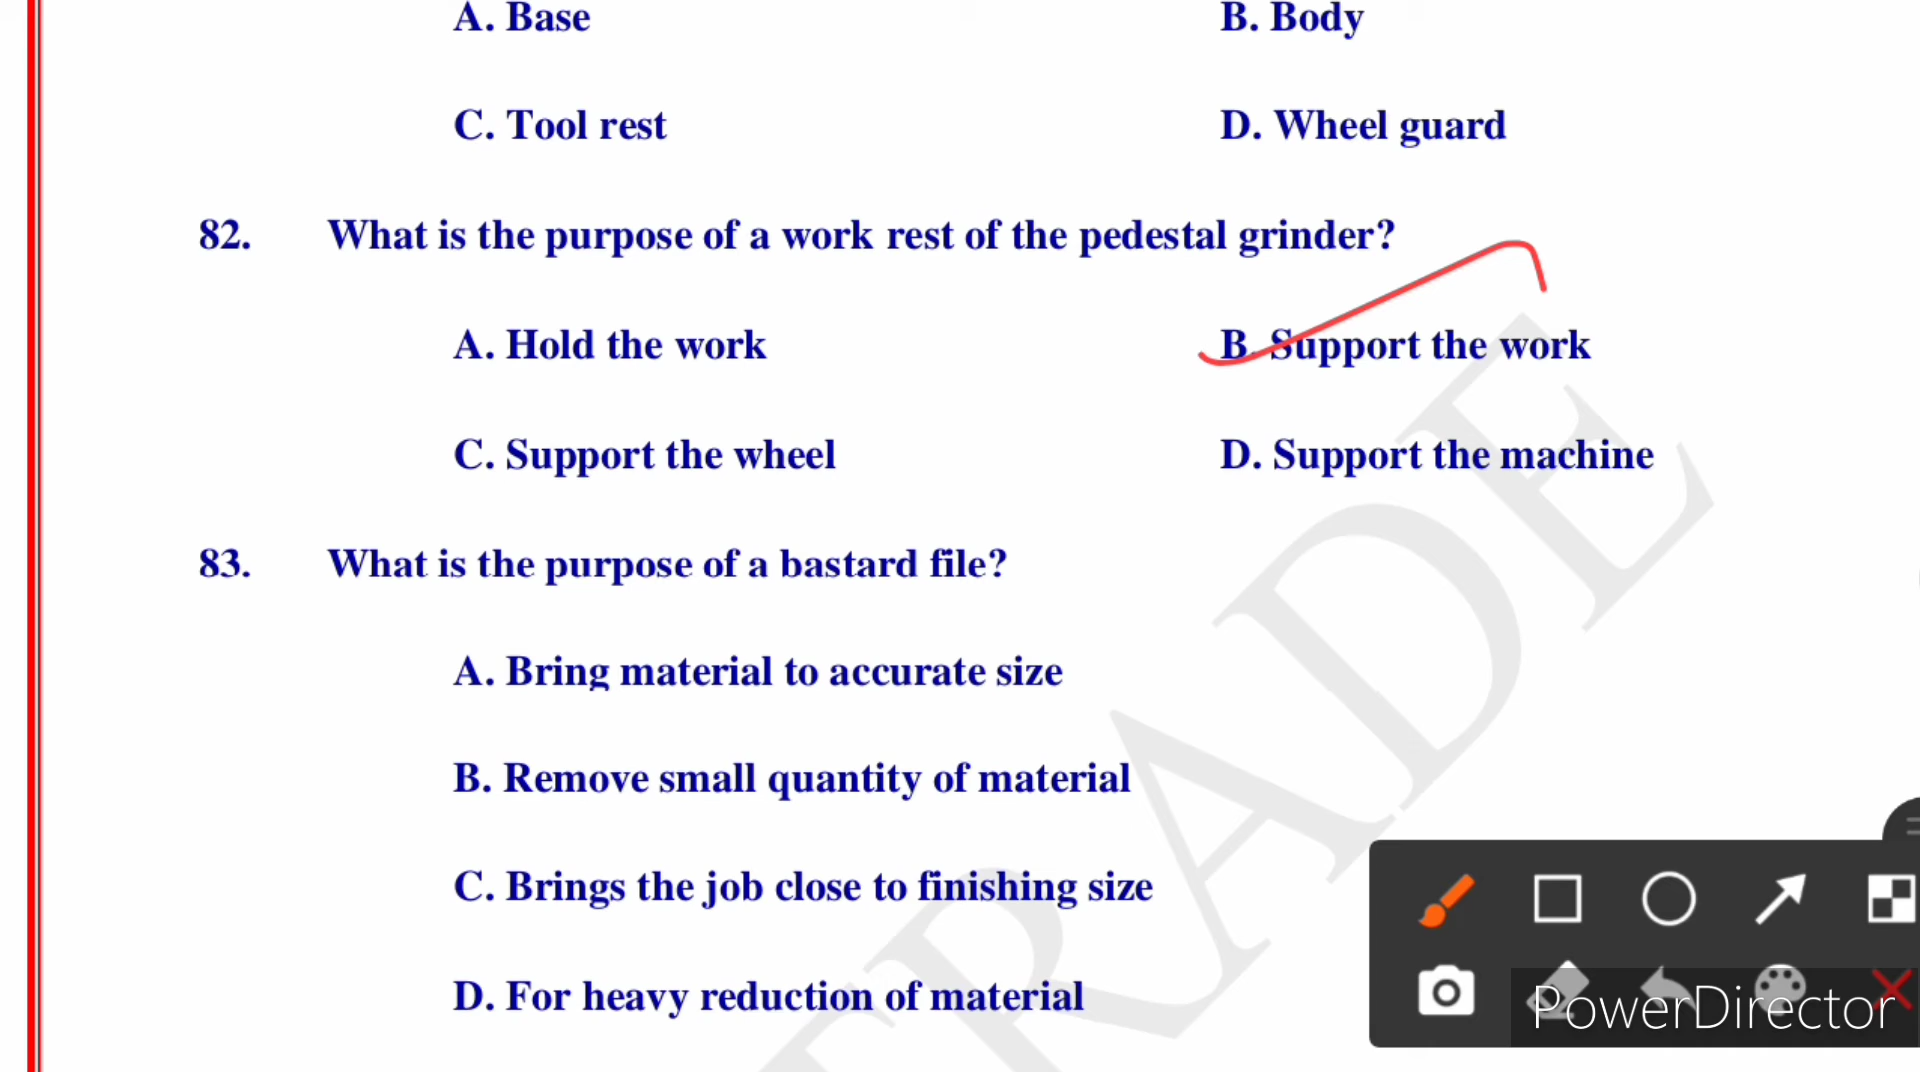 A. Base B. Body
C. Tool rest D. Wheel guard
82. What is the purpose of a work rest of the pedestal grinder?
A. Hold the work B. Support the work
C. Support the wheel D. Support the machine
83. What is the purpose of a bastard file?
A. Bring material to accurate size
B. Remove small quantity of material
C. Brings the job close to finishing size
D. For heavy reduction of material
TRADE
PowerDirector